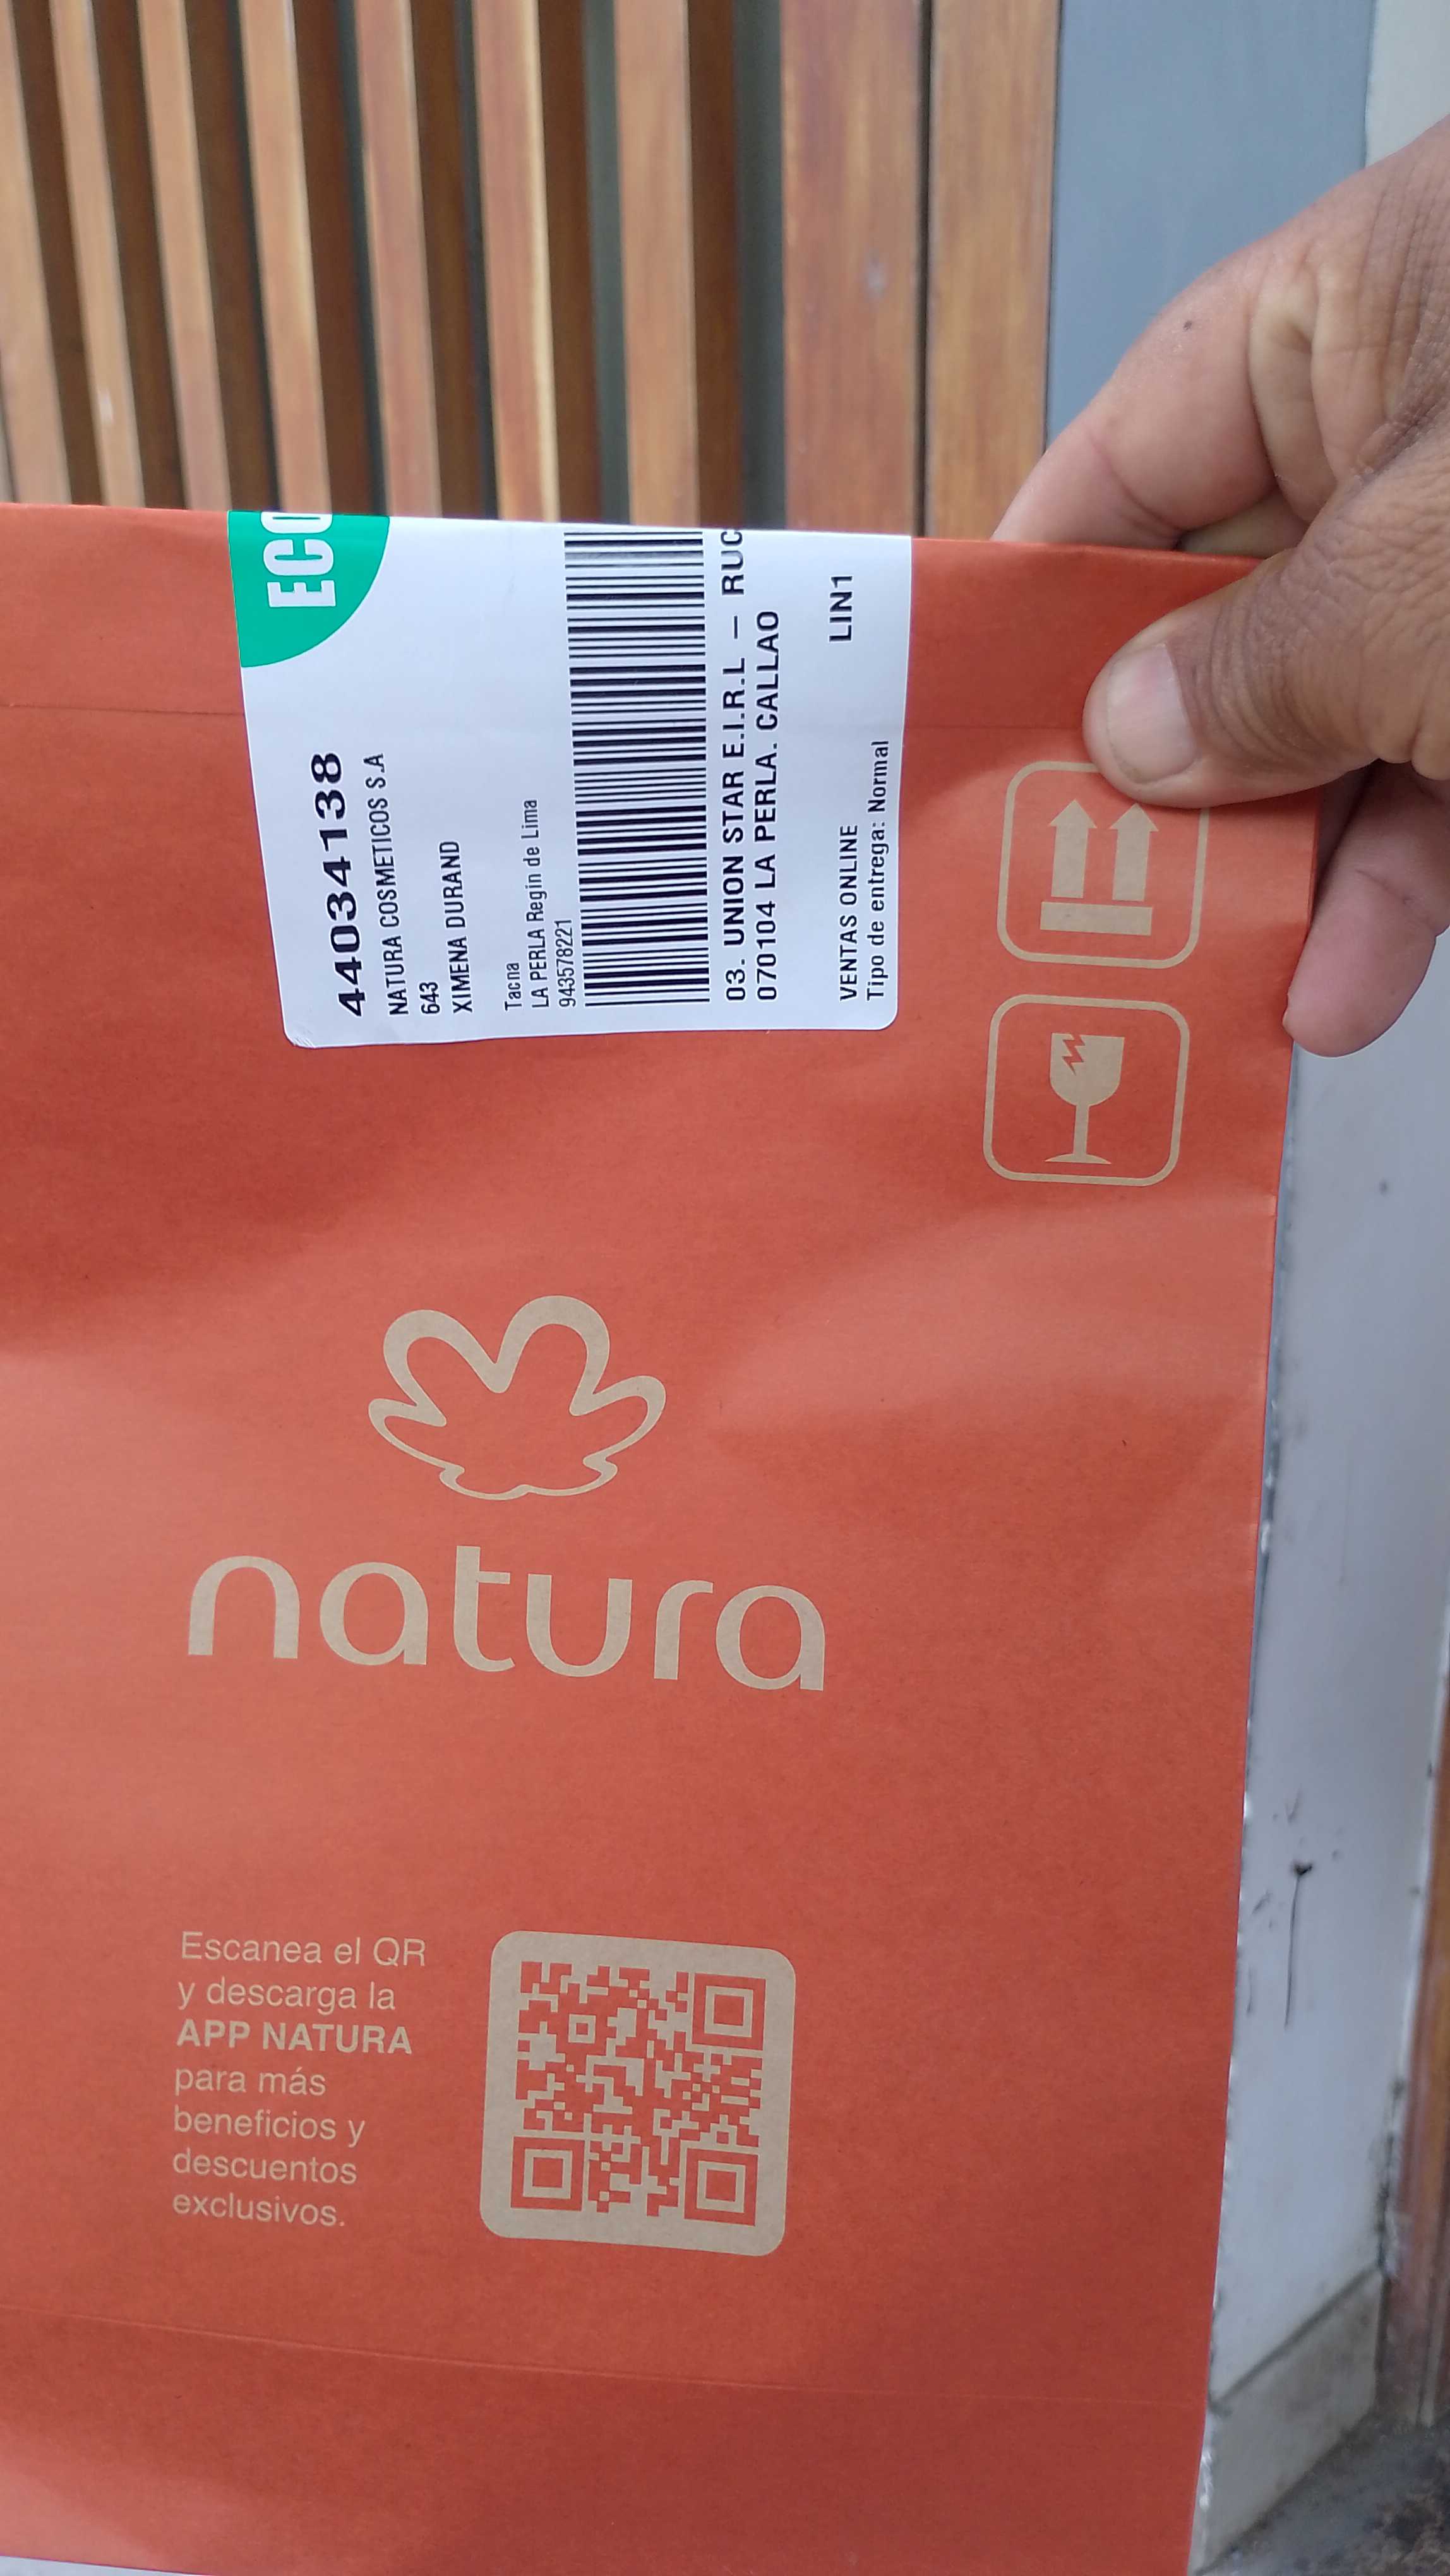 ECO
44034138
NATURA COSMETICOS S.A
643
XIMENA DURAND
Tacna
LA PERLA Regin de Lima
943578221
03. UNION STAR E.I.R.L – RUC
070104 LA PERLA. CALLAO
VENTAS ONLINE
LIN1
Tipo de entrega: Normal
natura
Escanea el QR
y descarga la
APP NATURA
para más
beneficios y
descuentos
exclusivos.